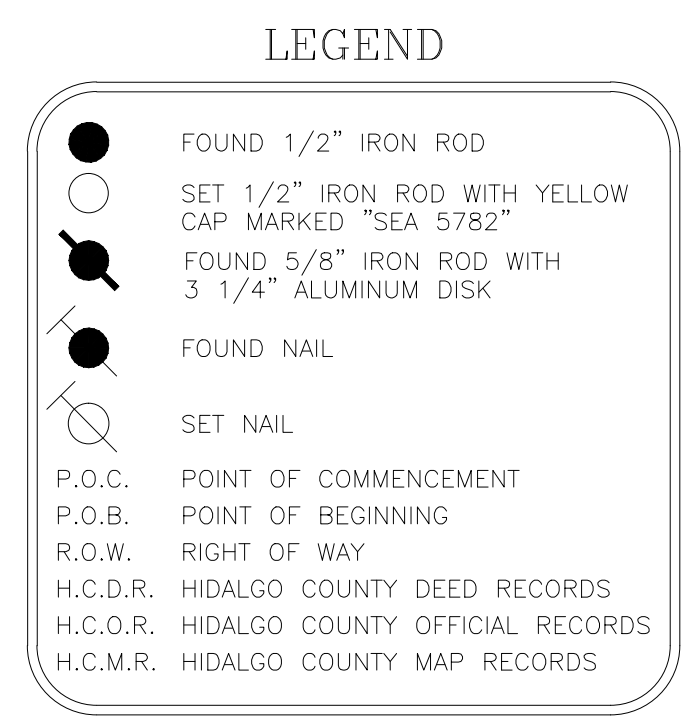 LEGEND
FOUND 1/2” IRON ROD
SET 1/2” IRON ROD WITH YELLOW
CAP MARKED "SEA 5782”
FOUND 5/8” IRON ROD WITH
3 1/4” ALUMINUM DISK
FOUND NAIL
SET NAIL
P.O.C. POINT OF COMMENCEMENT
P.O.B. POINT OF BEGINNING
R.O.W. RIGHT OF WAY
H.C.D.R. HIDALGO COUNTY DEED RECORDS
H.C.O.R. HIDALGO COUNTY OFFICIAL RECORDS
H.C.M.R. HIDALGO COUNTY MAP RECORDS